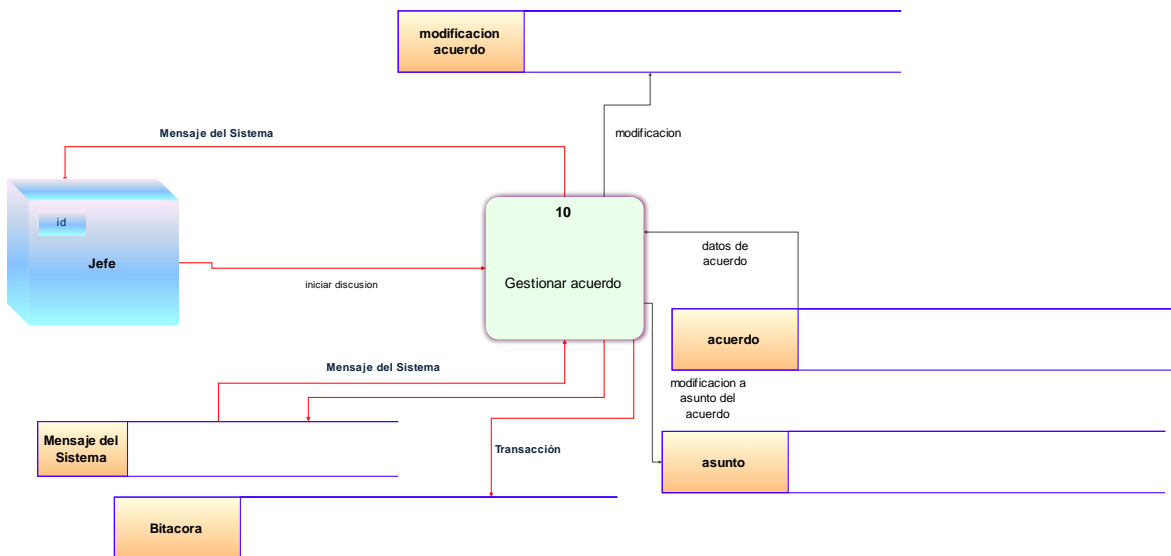 modificacion
acuerdo
Mensaje del Sistema
modificacion
id
Jefe
10
Gestionar acuerdo
datos de
acuerdo
iniciar discusion
acuerdo
Mensaje del Sistema
modificacion a
asunto del
acuerdo
Mensaje del
Sistema
Transacción
asunto
Bitacora